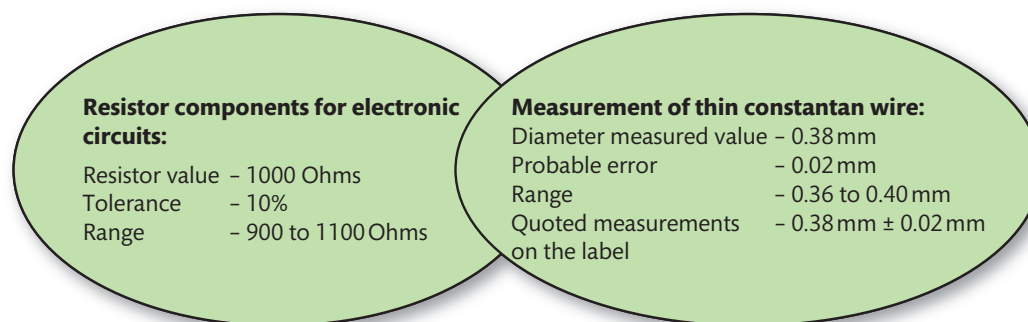 Resistor components for electronic
circuits:
Resistor value – 1000 Ohms
Tolerance – 10%
Range – 900 to 1100 Ohms
Measurement of thin constantan wire:
Diameter measured value – 0.38 mm
Probable error – 0.02 mm
Range – 0.36 to 0.40 mm
Quoted measurements – 0.38 mm ± 0.02 mm
on the label